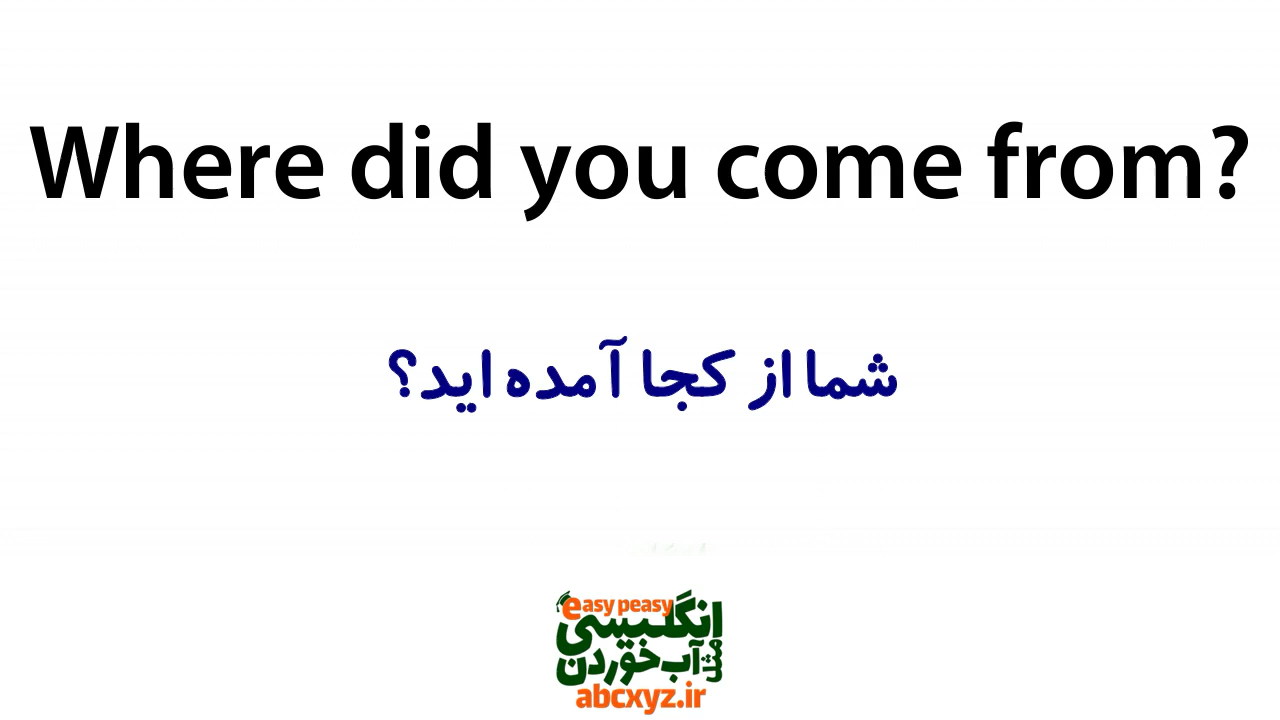 Where did you come from?
شما از کجا آمده اید؟
easy peasy
انگلیسی
مثل آب خوردن
abcxyz.ir